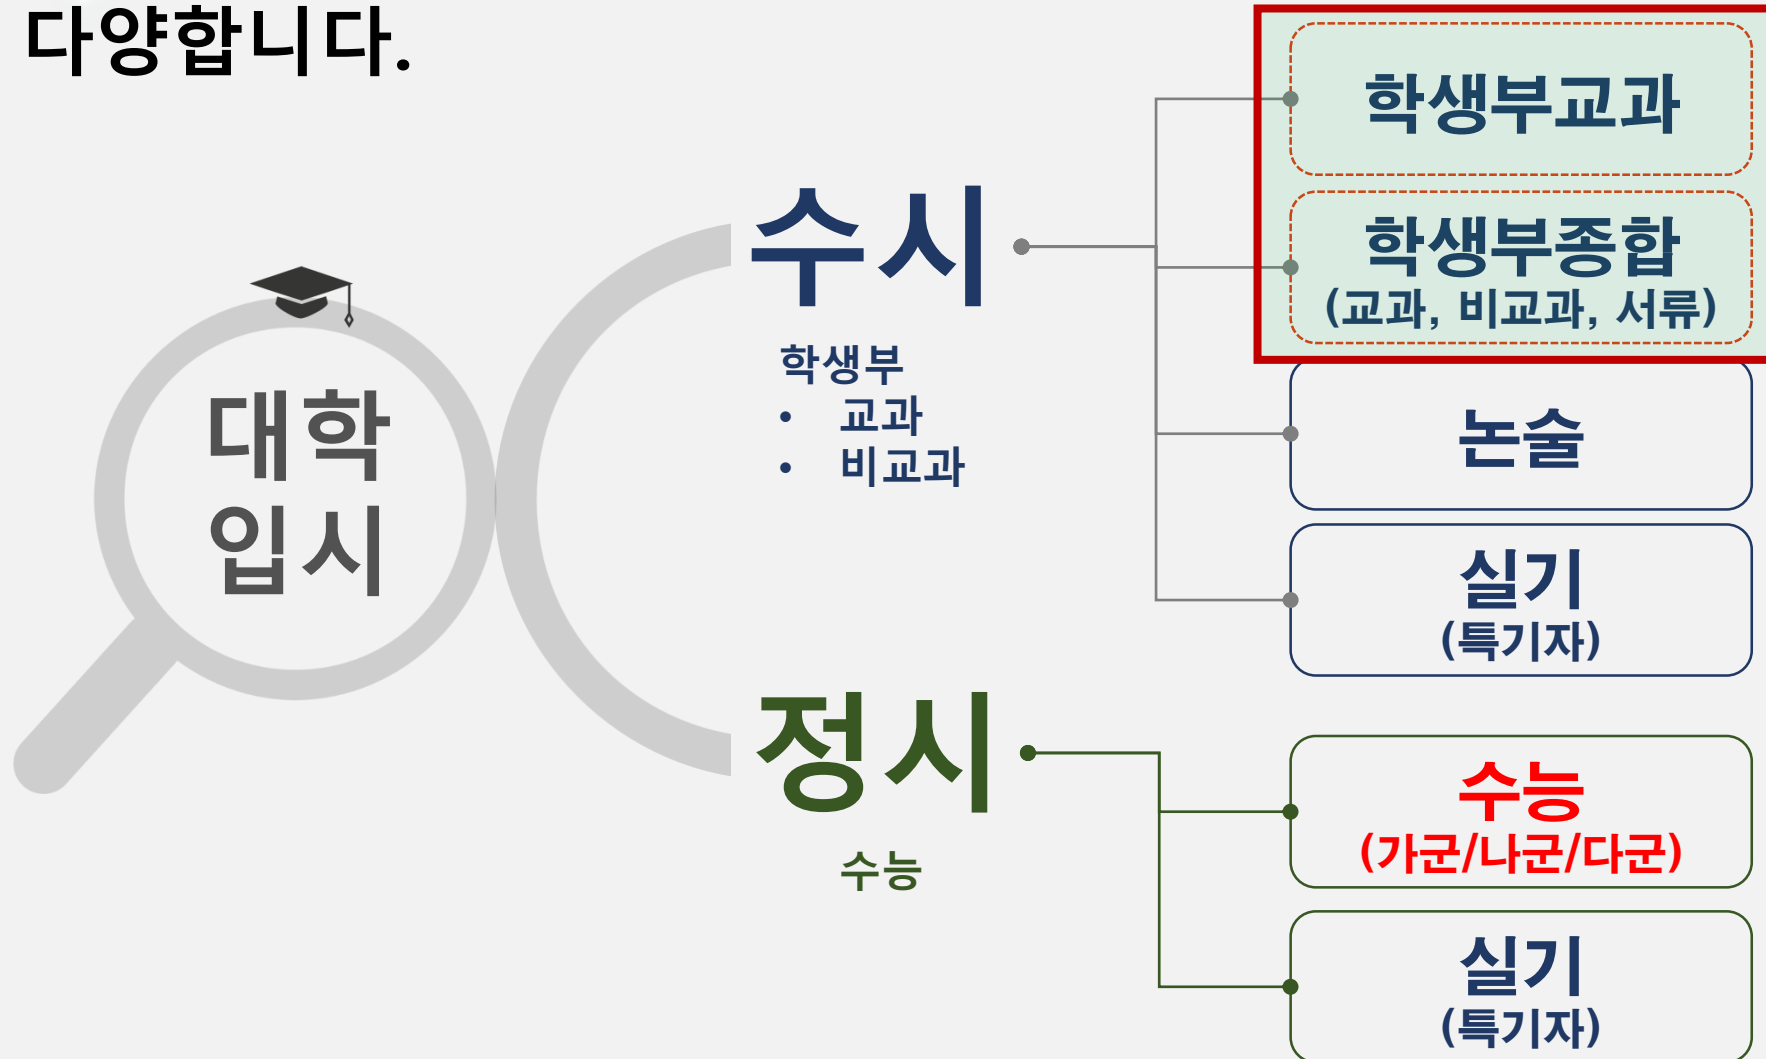 다양합니다.
대학
입시
수시
학생부
• 교과
• 비교과
학생부교과
학생부종합
(교과, 비교과, 서류)
논술
실기
(특기자)
정시
수능
수능
(가군/나군/다군)
실기
(특기자)